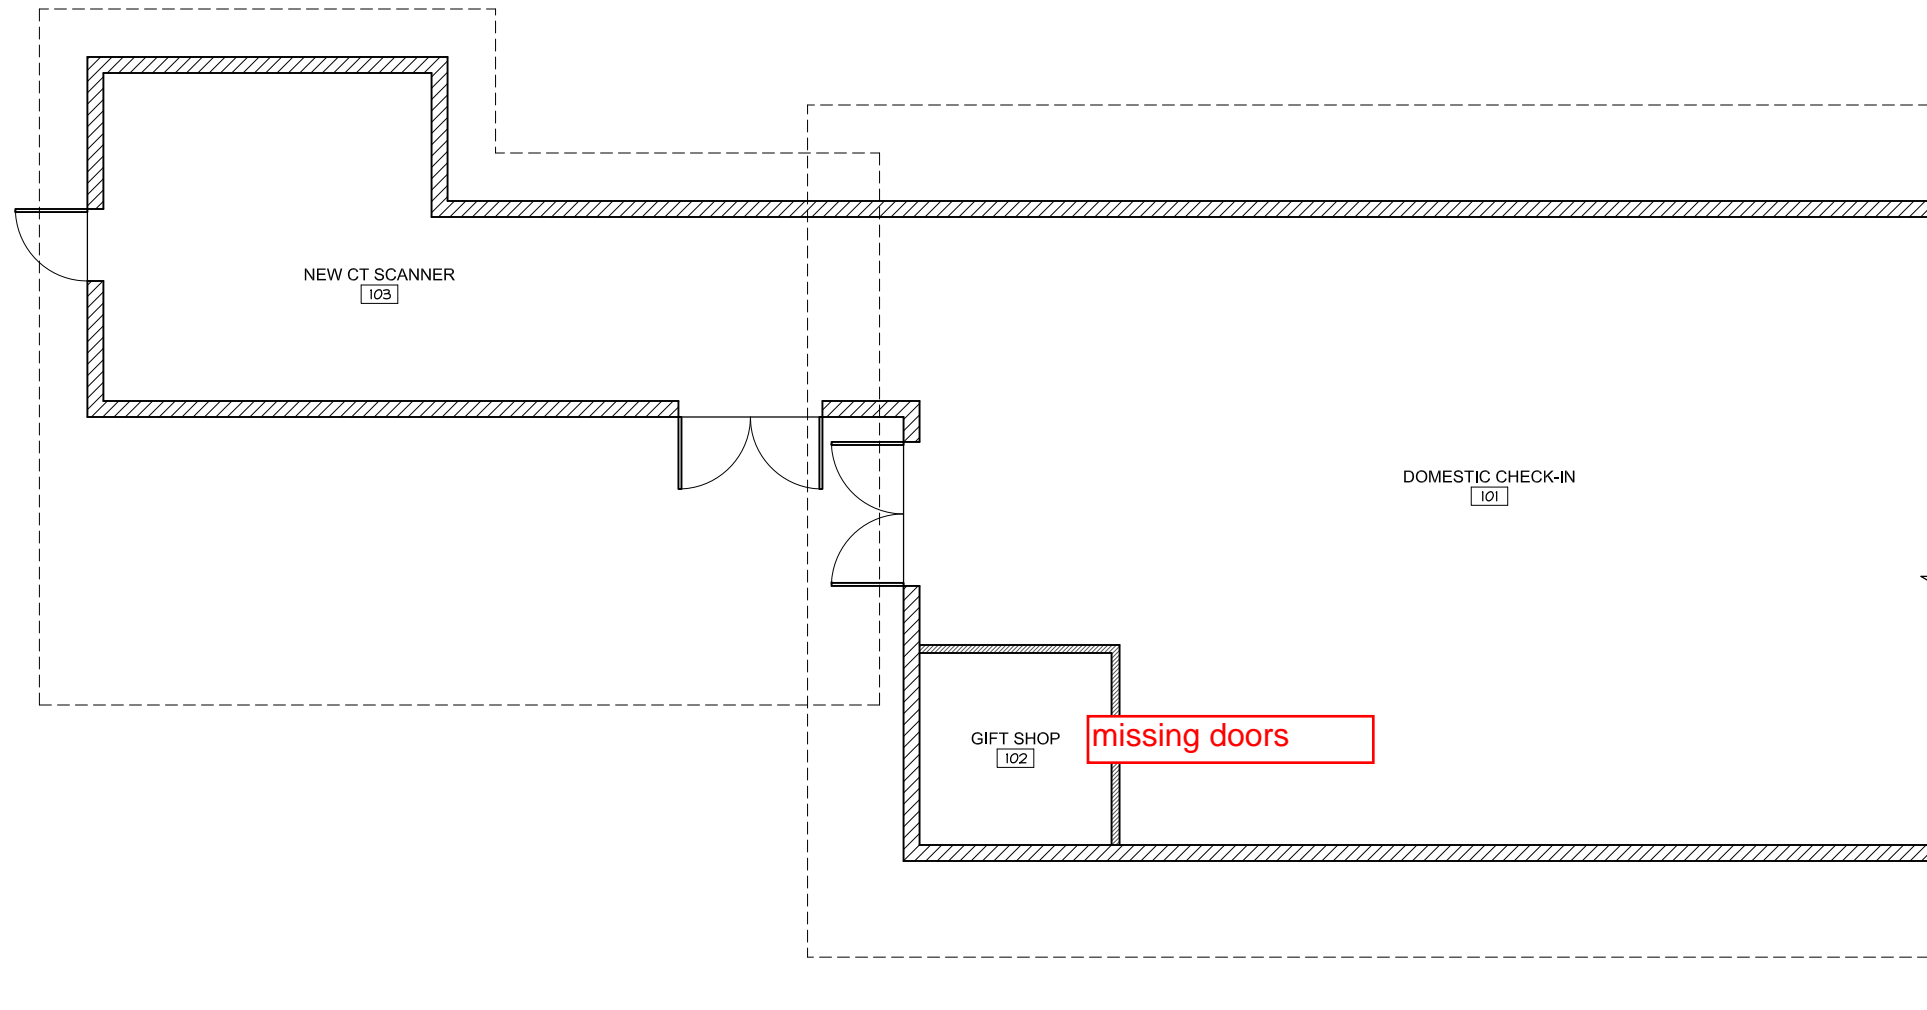 NEW CT SCANNER
103
DOMESTIC CHECK-IN
101
GIFT SHOP
102
missing doors